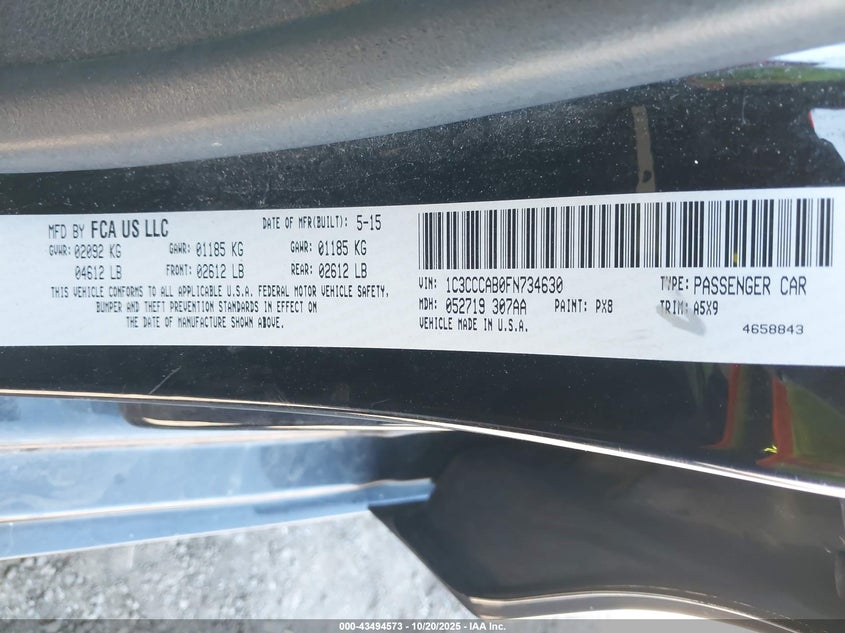 MFD BY FCA US LLC DATE OF MFR(BUILT): 5-15
GVWR: 02092 KG GAWR: 01185 KG GAWR: 01185 KG
04612 LB FRONT: 02612 LB REAR: 02612 LB
THIS VEHICLE CONFORMS TO ALL APPLICABLE U.S.A. FEDERAL MOTOR VEHICLE SAFETY,
BUMPER AND THEFT PREVENTION STANDARDS IN EFFECT ON
THE DATE OF MANUFACTURE SHOWN ABOVE.
VIN: 1C3CCCAB0FN734630 TYPE: PASSENGER CAR
MDH: 052719 307AA PAINT: PX8 TRIM: A5X9
VEHICLE MADE IN U.S.A. 4658843
000-43494573 - 10/20/2025 - IAA Inc.